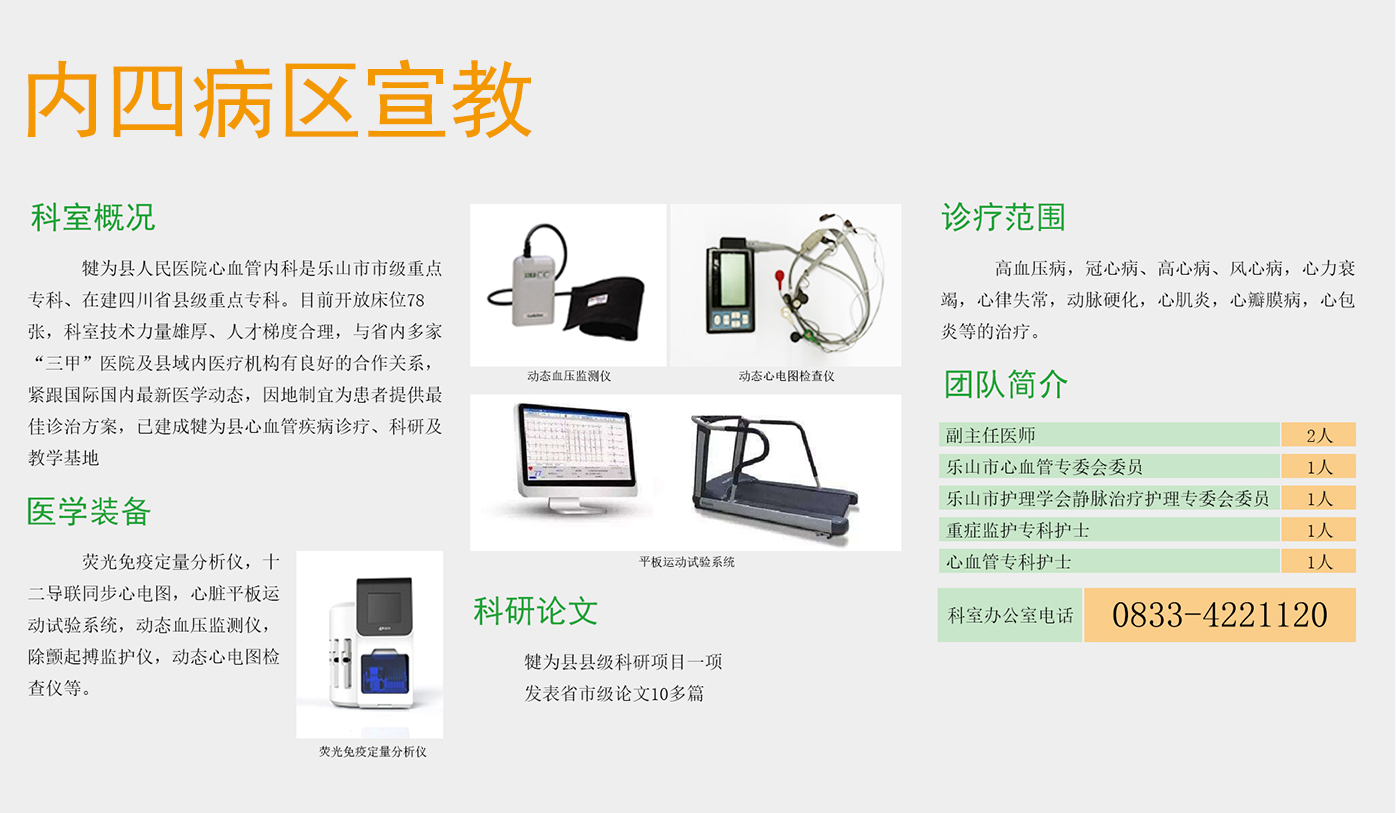 内四病区宣教
科室概况
犍为县人民医院心血管内科是乐山市市级重点
专科、在建四川省县级重点专科。目前开放床位78
张，科室技术力量雄厚、人才梯度合理，与省内多家
“三甲”医院及县域内医疗机构有良好的合作关系，
紧跟国际国内最新医学动态，因地制宜为患者提供最
佳诊治方案，已建成犍为县心血管疾病诊疗、科研及
教学基地
医学装备
荧光免疫定量分析仪，十
二导联同步心电图，心脏平板运
动试验系统，动态血压监测仪，
除颤起搏监护仪，动态心电图检
查仪等。
荧光免疫定量分析仪
动态血压监测仪
动态心电图检查仪
平板运动试验系统
科研论文
犍为县县级科研项目一项
发表省市级论文10多篇
诊疗范围
高血压病，冠心病、高心病、风心病，心力衰
竭，心律失常，动脉硬化，心肌炎，心瓣膜病，心包
炎等的治疗。
团队简介
副主任医师 2人
乐山市心血管专委会委员 1人
乐山市护理学会静脉治疗护理专委会委员 1人
重症监护专科护士 1人
心血管专科护士 1人
科室办公室电话 0833-4221120